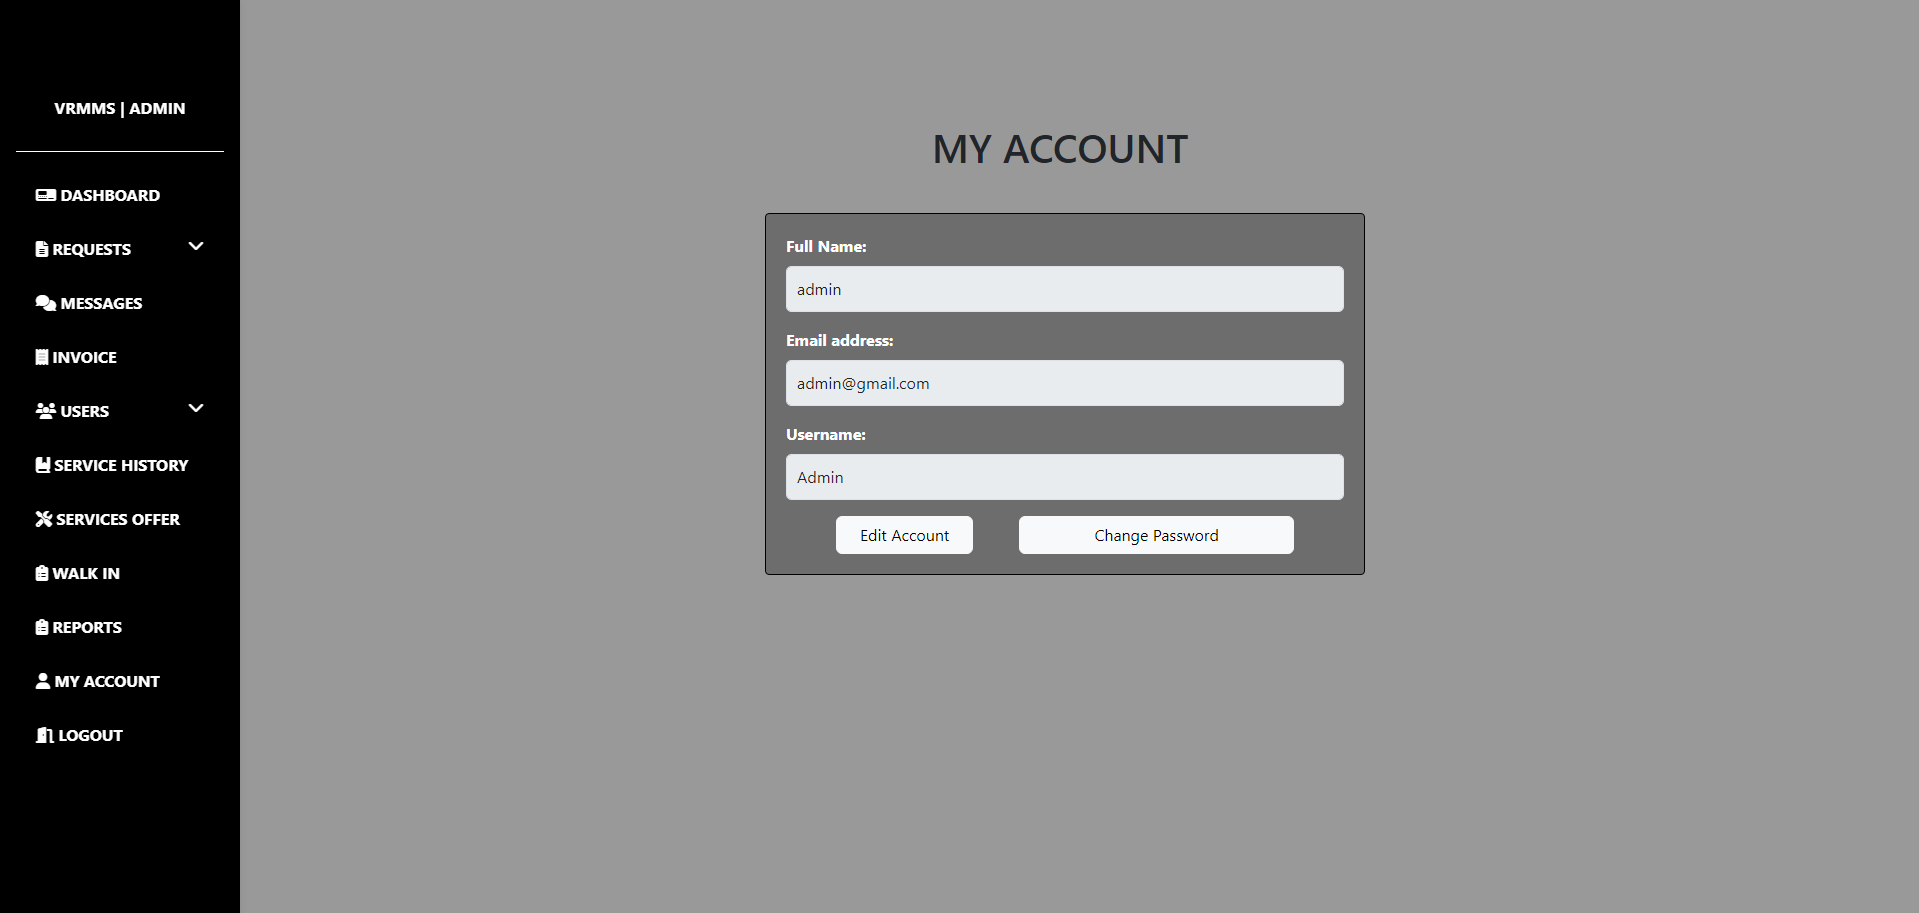 VRMMS | ADMIN
DASHBOARD
REQUESTS
MESSAGES
INVOICE
USERS
SERVICE HISTORY
SERVICES OFFER
WALK IN
REPORTS
MY ACCOUNT
LOGOUT
MY ACCOUNT
Full Name:
admin
Email address:
admin@gmail.com
Username:
Admin
Edit Account Change Password